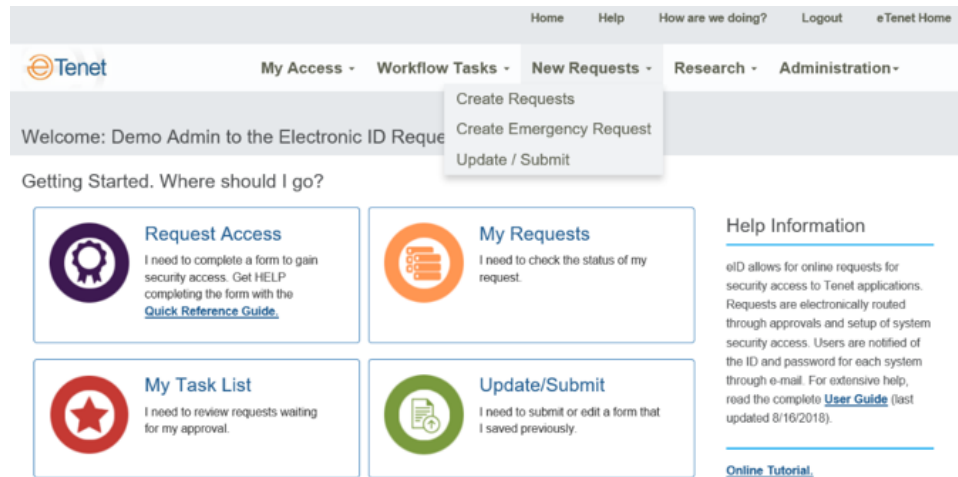 Home Help How are we doing? Logout eTenet Home
eTenet My Access Workflow Tasks New Requests Research Administration
Create Requests
Create Emergency Request
Update / Submit
Welcome: Demo Admin to the Electronic ID Reque
Getting Started. Where should I go?
Request Access
I need to complete a form to gain
security access. Get HELP
completing the form with the
Quick Reference Guide.
My Requests
I need to check the status of my
request.
My Task List
I need to review requests waiting
for my approval.
Update/Submit
I need to submit or edit a form that
I saved previously.
Help Information
eID allows for online requests for
security access to Tenet applications.
Requests are electronically routed
through approvals and setup of system
security access. Users are notified of
the ID and password for each system
through e-mail. For extensive help,
read the complete User Guide (last
updated 8/16/2018).
Online Tutorial.